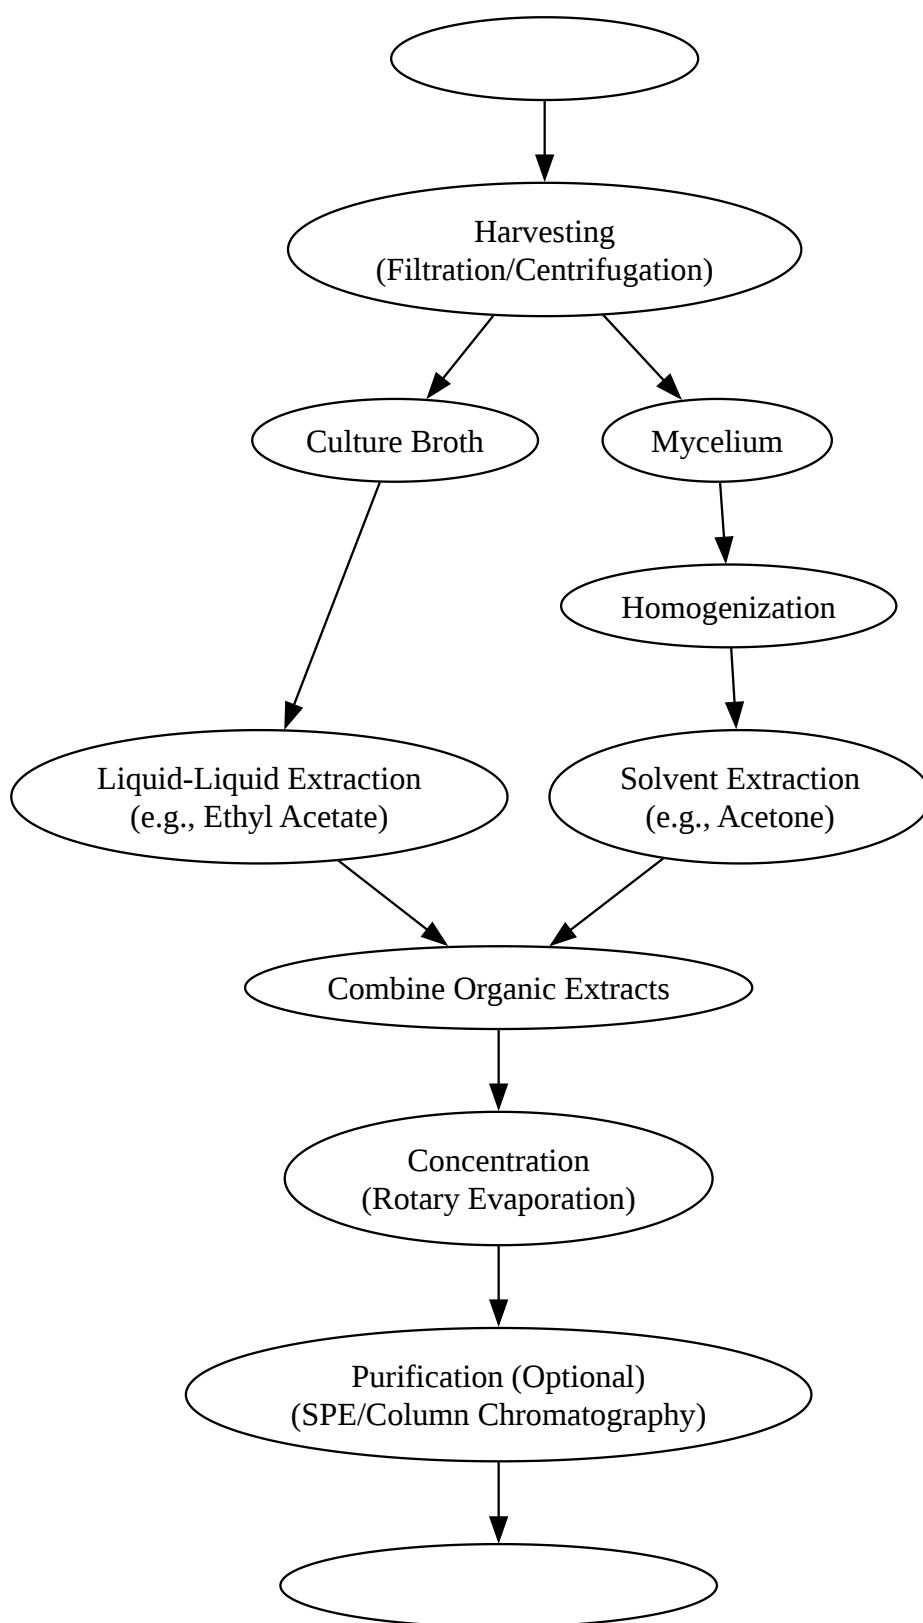 Harvesting
(Filtration/Centrifugation)
Culture Broth
Mycelium
Homogenization
Liquid-Liquid Extraction
(e.g., Ethyl Acetate)
Solvent Extraction
(e.g., Acetone)
Combine Organic Extracts
Concentration
(Rotary Evaporation)
Purification (Optional)
(SPE/Column Chromatography)